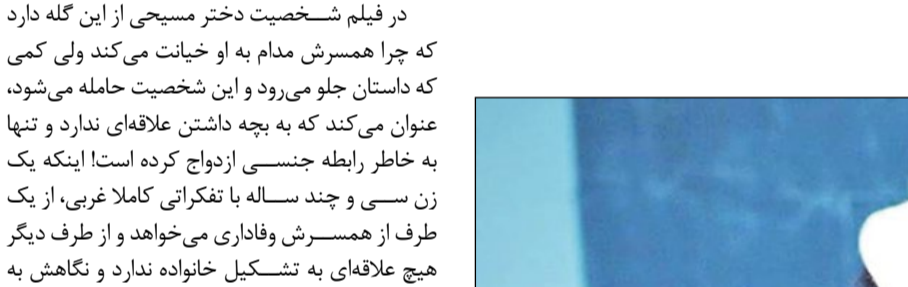 در فیلم شخصیت دختر مسیحی از این گله دارد
که چرا همسرش مدام به او خیانت می‌کند ولی کمی
که داستان جلو می‌رود و این شخصیت حامله می‌شود،
عنوان می‌کند که به بچه داشتن علاقه‌ای ندارد و تنها
به خاطر رابطه جنسی ازدواج کرده است! اینکه یک
زن سی و چند ساله با تفکراتی کاملا غربی، از یک
طرف از همسرش وفاداری می‌خواهد و از طرف دیگر
هیچ علاقه‌ای به تشکیل خانواده ندارد و نگاهش به